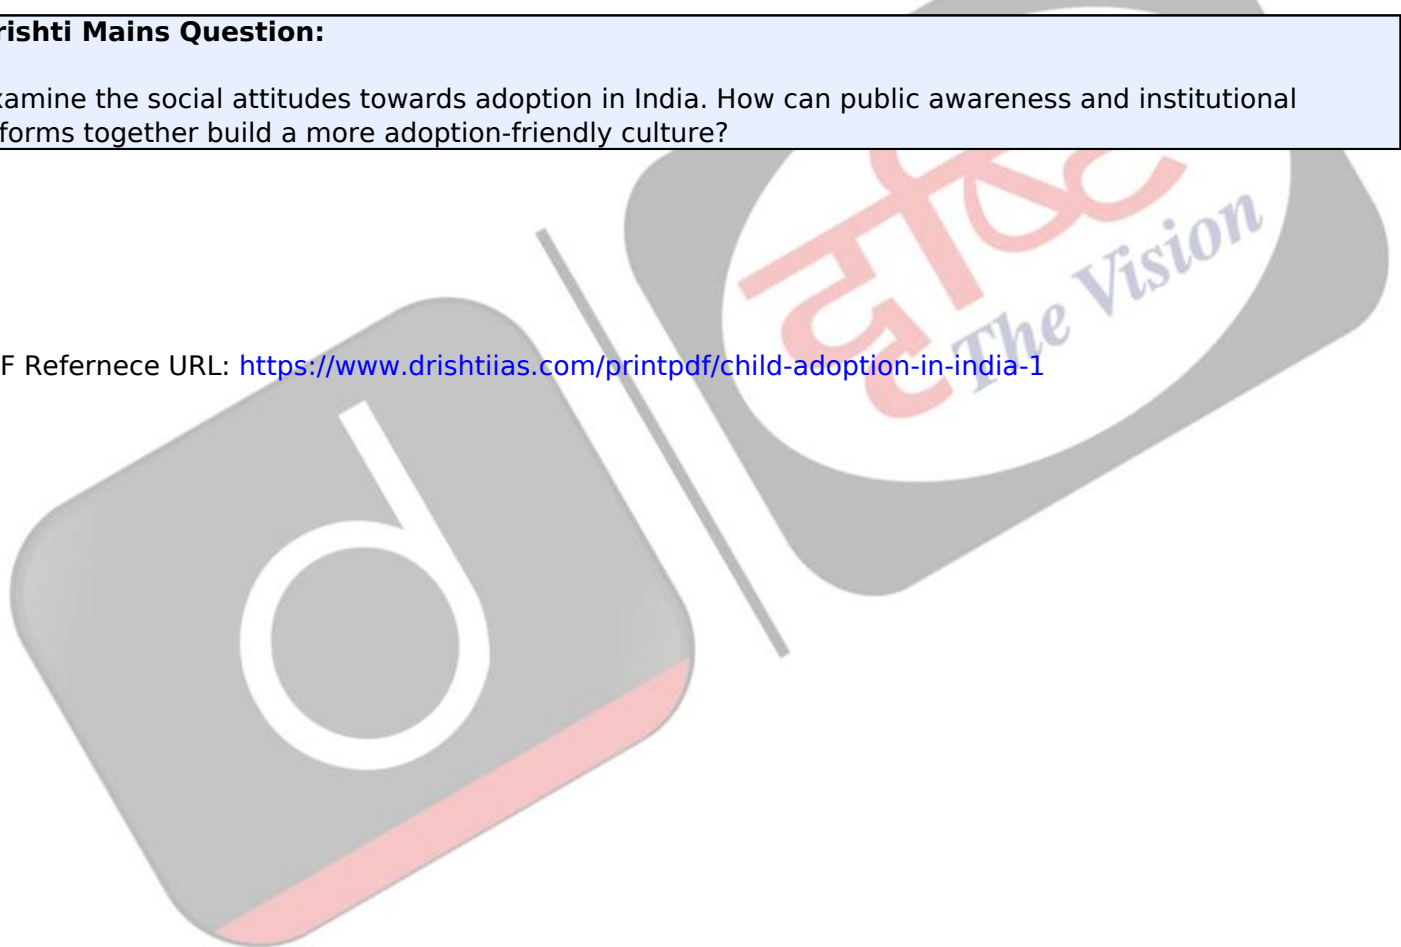 rishti Mains Question:
xamine the social attitudes towards adoption in India. How can public awareness and institutional
forms together build a more adoption-friendly culture?
दृष्टि
The Vision
F Refernece URL: https://www.drishtiias.com/printpdf/child-adoption-in-india-1
d